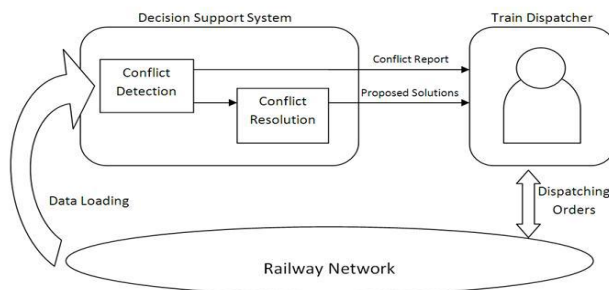 Decision Support System
Train Dispatcher
Conflict
Detection
Conflict Report
Conflict
Resolution
Proposed Solutions
Data Loading
Dispatching
Orders
Railway Network